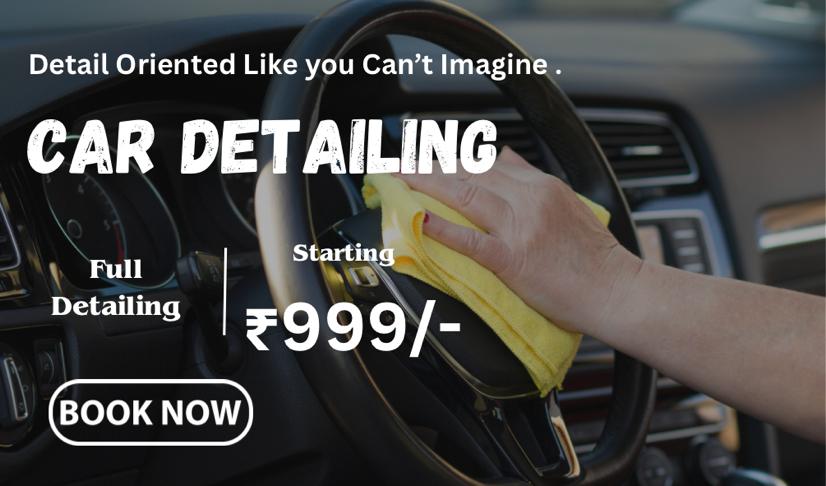 Detail Oriented Like you Can't Imagine .
CAR DETAILING
Full
Detailing
Starting
₹999/-
BOOK NOW